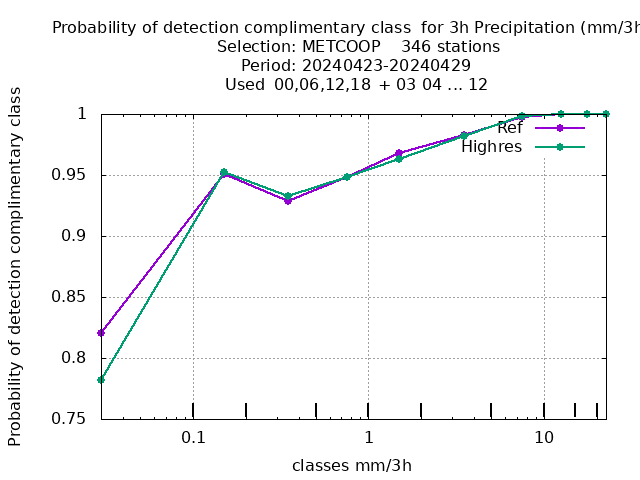 Probability of detection complimentary class  for 3h Precipitation (mm/3h
Selection: METCOOP    346 stations
Period: 20240423-20240429
Used  00,06,12,18 + 03 04 ... 12
Probability of detection complimentary class
1
0.95
0.9
0.85
0.8
0.75
Ref
Highres
0.1
1
10
classes mm/3h